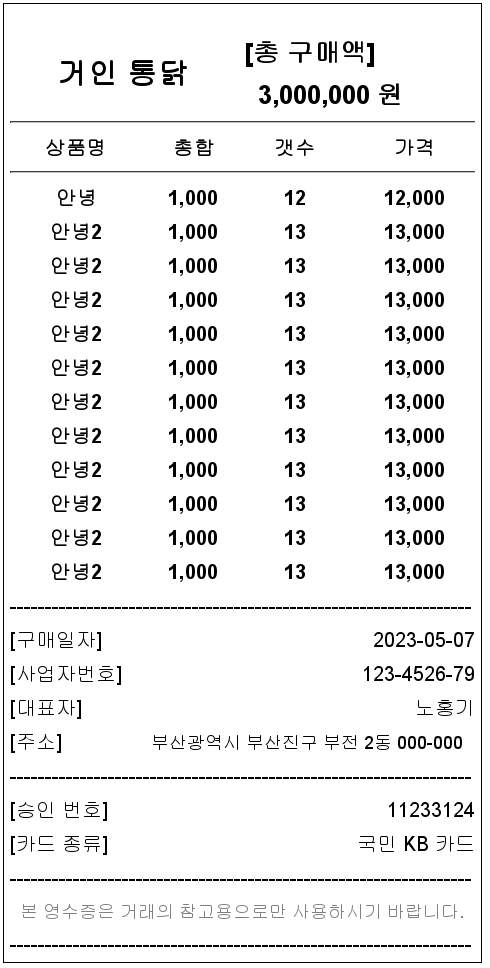 거인 통닭
[총 구매액]
3,000,000 원
상품명 총합 갯수 가격
안녕 1,000 12 12,000
안녕2 1,000 13 13,000
안녕2 1,000 13 13,000
안녕2 1,000 13 13,000
안녕2 1,000 13 13,000
안녕2 1,000 13 13,000
안녕2 1,000 13 13,000
안녕2 1,000 13 13,000
안녕2 1,000 13 13,000
안녕2 1,000 13 13,000
안녕2 1,000 13 13,000
안녕2 1,000 13 13,000
[구매일자] 2023-05-07
[사업자번호] 123-4526-79
[대표자] 노홍기
[주소] 부산광역시 부산진구 부전 2동 000-000
[승인 번호] 11233124
[카드 종류] 국민 KB 카드
본 영수증은 거래의 참고용으로만 사용하시기 바랍니다.